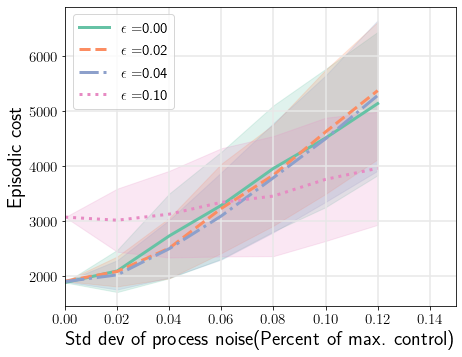 ϵ =0.00
ϵ =0.02
ϵ =0.04
ϵ =0.10
Episodic cost
6000
5000
4000
3000
2000
0.00 0.02 0.04 0.06 0.08 0.10 0.12 0.14
Std dev of process noise(Percent of max. control)